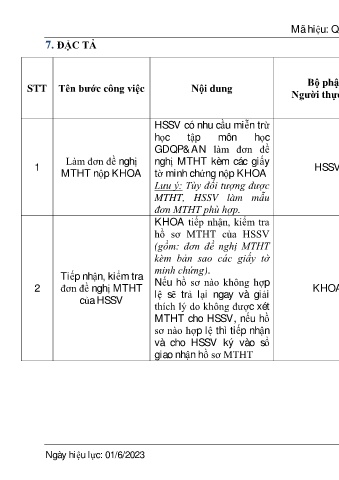 Mã hiệu: Q
7. ĐẶC TẢ
STT Tên bước công việc Nội dung Bộ phậ
Người thực
HSSV có nhu cầu miễn trừ
học tập môn học
GDQP&AN làm đơn đề
nghị MTHT kèm các giấy
tờ minh chứng nộp KHOA
Lưu ý: Tùy đối tượng được
MTHT, HSSV làm mẫu
đơn MTHT phù hợp.
1 Làm đơn đề nghị
MTHT nộp KHOA
HSSV
KHOA tiếp nhận, kiểm tra
hồ sơ MTHT của HSSV
(gồm: đơn đề nghị MTHT
kèm bản sao các giấy tờ
minh chứng).
Nếu hồ sơ nào không hợp
lệ sẽ trả lại ngay và giải
thích lý do không được xét
MTHT cho HSSV, nếu hồ
sơ nào hợp lệ thì tiếp nhận
và cho HSSV ký vào sổ
giao nhận hồ sơ MTHT
2 Tiếp nhận, kiểm tra
đơn đề nghị MTHT
của HSSV
KHOA
Ngày hiệu lực: 01/6/2023